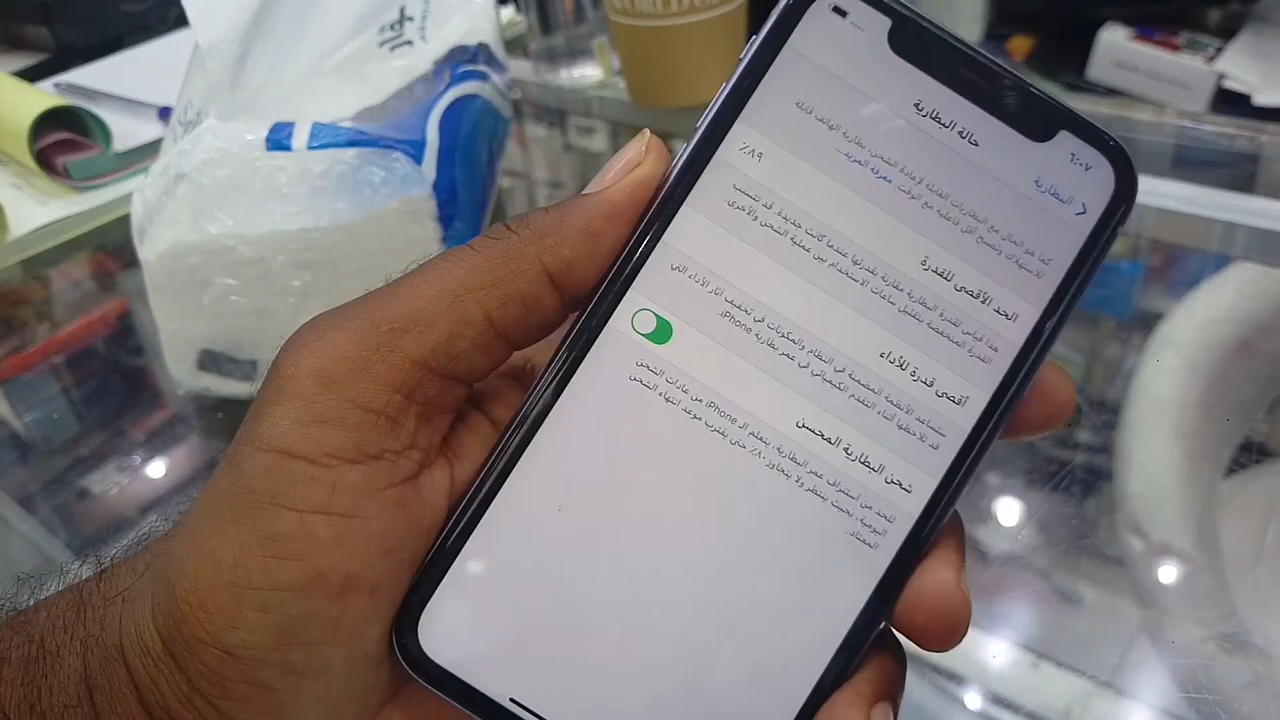 WORLD OF
٦:٠٧
البطارية
حالة البطارية
كما هو الحال مع البطاريات القابلة لإعادة الشحن، بطارية الهاتف قابلة
للاستهلاك وتصبح أقل فاعلية مع الوقت. معرفة المزيد...
الحد الأقصى للقدرة
٨٩٪
هذا قياس لقدرة البطارية مقارنة بقدرتها عندما كانت جديدة. قد تتسبب
القدرة المنخفضة بتقليل ساعات الاستخدام بين عملية الشحن والأخرى.
أقصى قدرة للأداء
ستساعد الأنظمة المضمنة في النظام والمكونات في تخفيف آثار الأداء التي
قد تلاحظها أثناء التقدم الكيميائي في عمر بطارية iPhone.
شحن البطارية المحسن
للحد من استنزاف عمر البطارية، يتعلم الـ iPhone من عادات الشحن
اليومية، بحيث ينتظر ولا يتجاوز ٨٠٪ حتى يقترب موعد انتهاء الشحن
المعتاد.